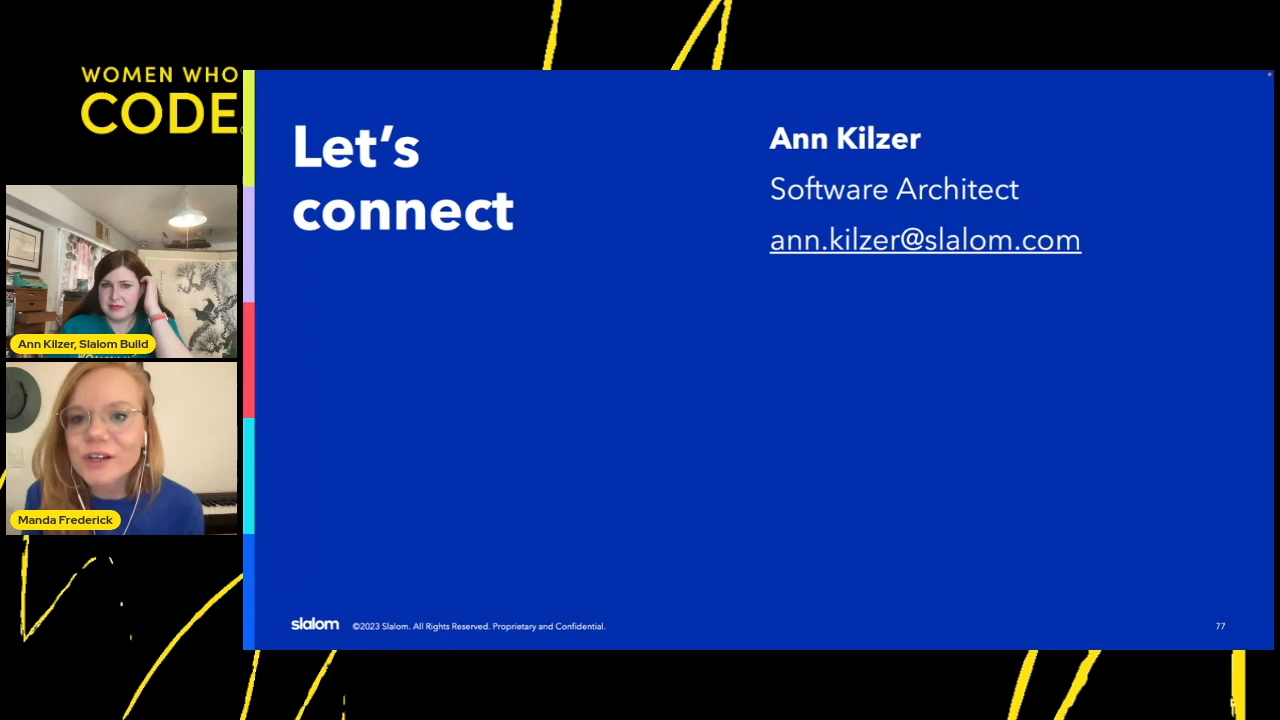 WOMEN WHO
CODE
Ann Kilzer, Slalom Build
Manda Frederick
Let’s
connect
Ann Kilzer
Software Architect
ann.kilzer@slalom.com
slalom
©2023 Slalom. All Rights Reserved. Proprietary and Confidential.
77